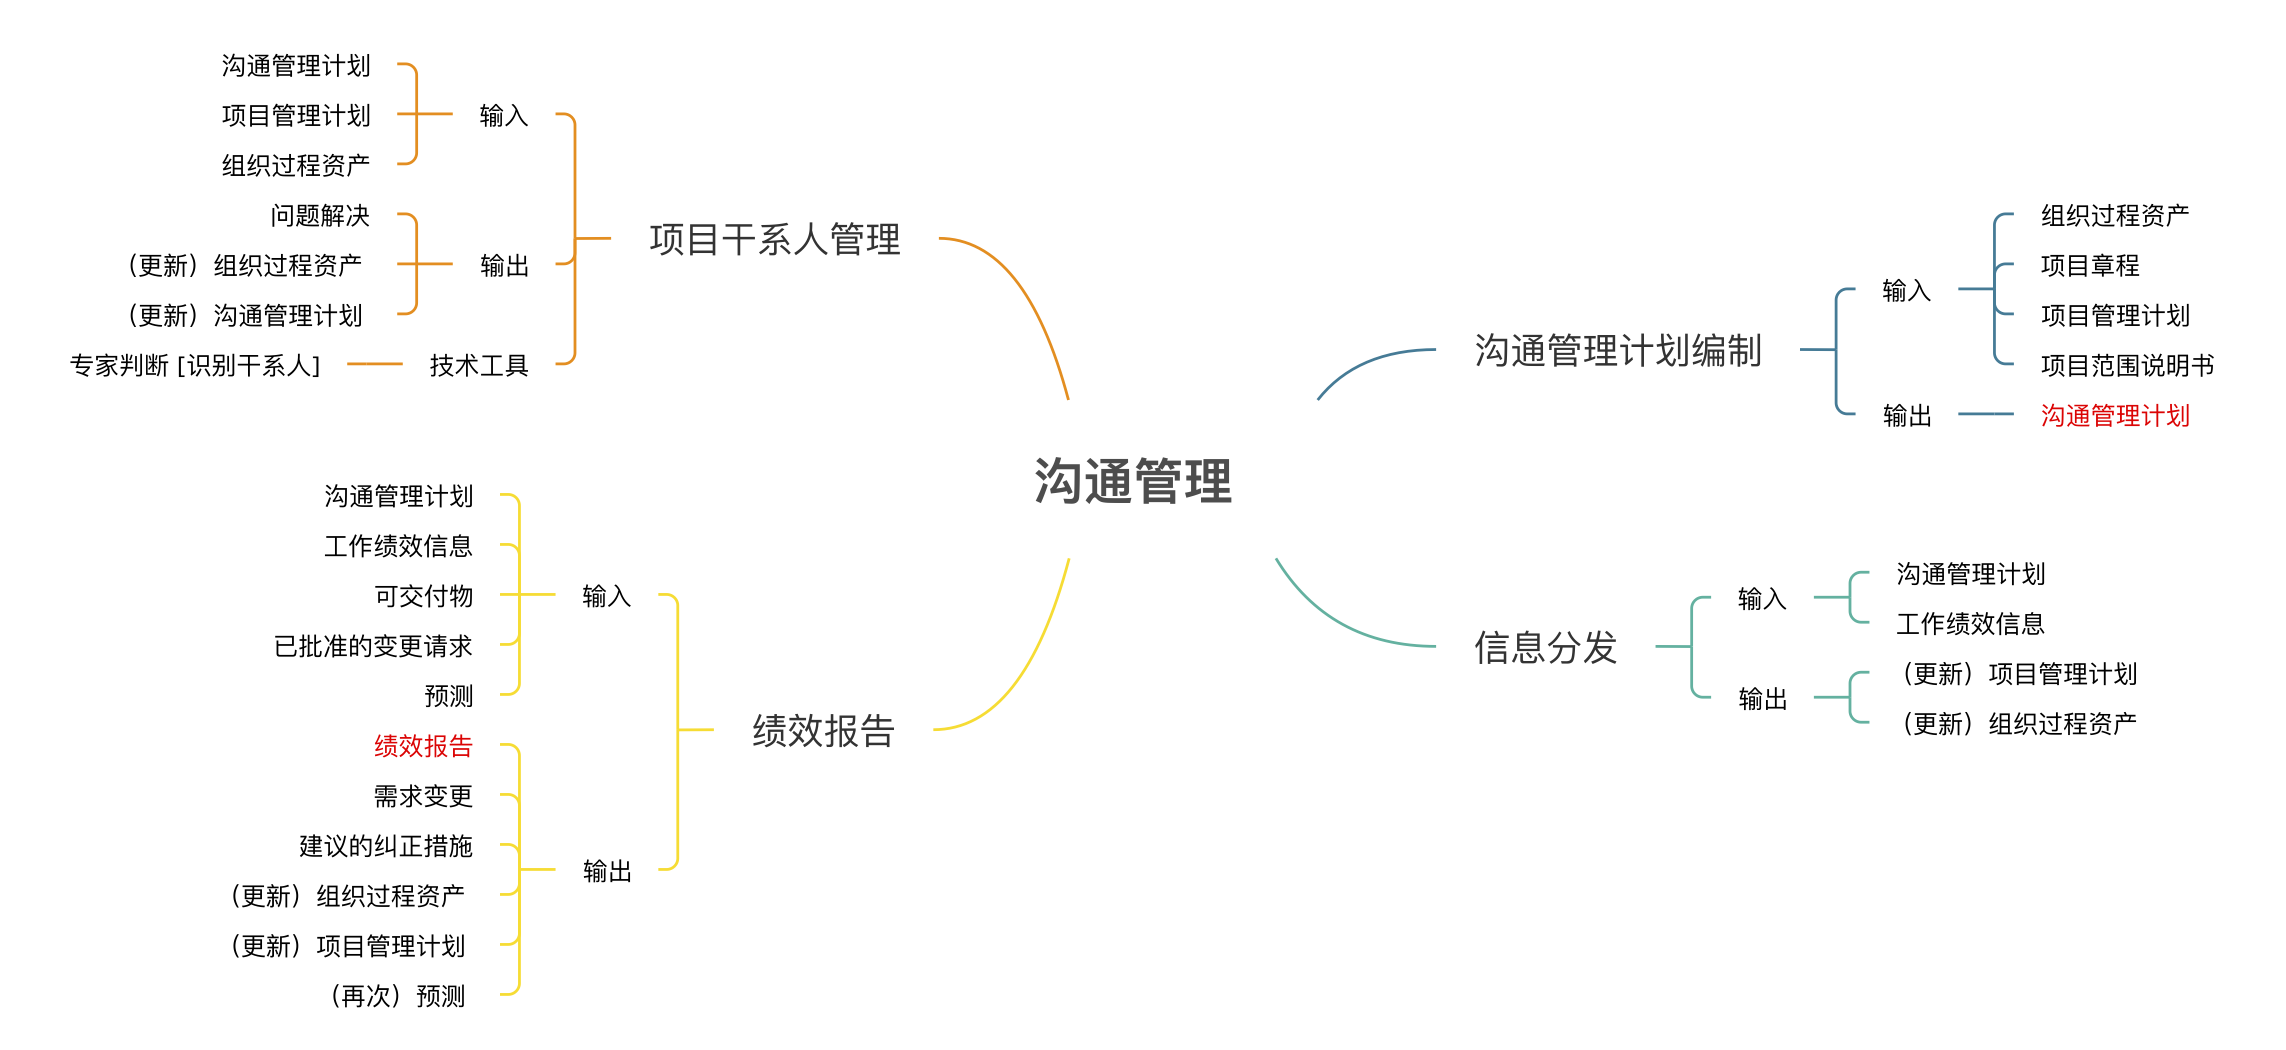 沟通管理
沟通管理计划编制
输入
组织过程资产
项目章程
项目管理计划
项目范围说明书
输出
沟通管理计划
信息分发
输入
沟通管理计划
工作绩效信息
输出
（更新）项目管理计划
（更新）组织过程资产
项目干系人管理
输入
沟通管理计划
项目管理计划
组织过程资产
输出
问题解决
（更新）组织过程资产
（更新）沟通管理计划
技术工具
专家判断 [识别干系人]
绩效报告
输入
沟通管理计划
工作绩效信息
可交付物
已批准的变更请求
预测
输出
绩效报告
需求变更
建议的纠正措施
（更新）组织过程资产
（更新）项目管理计划
（再次）预测